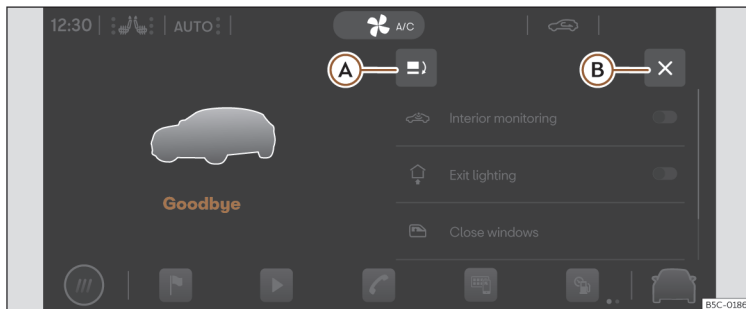 12:30 AUTO A/C
A B
Interior monitoring
Exit lighting
Goodbye
Close windows
B5C-0186